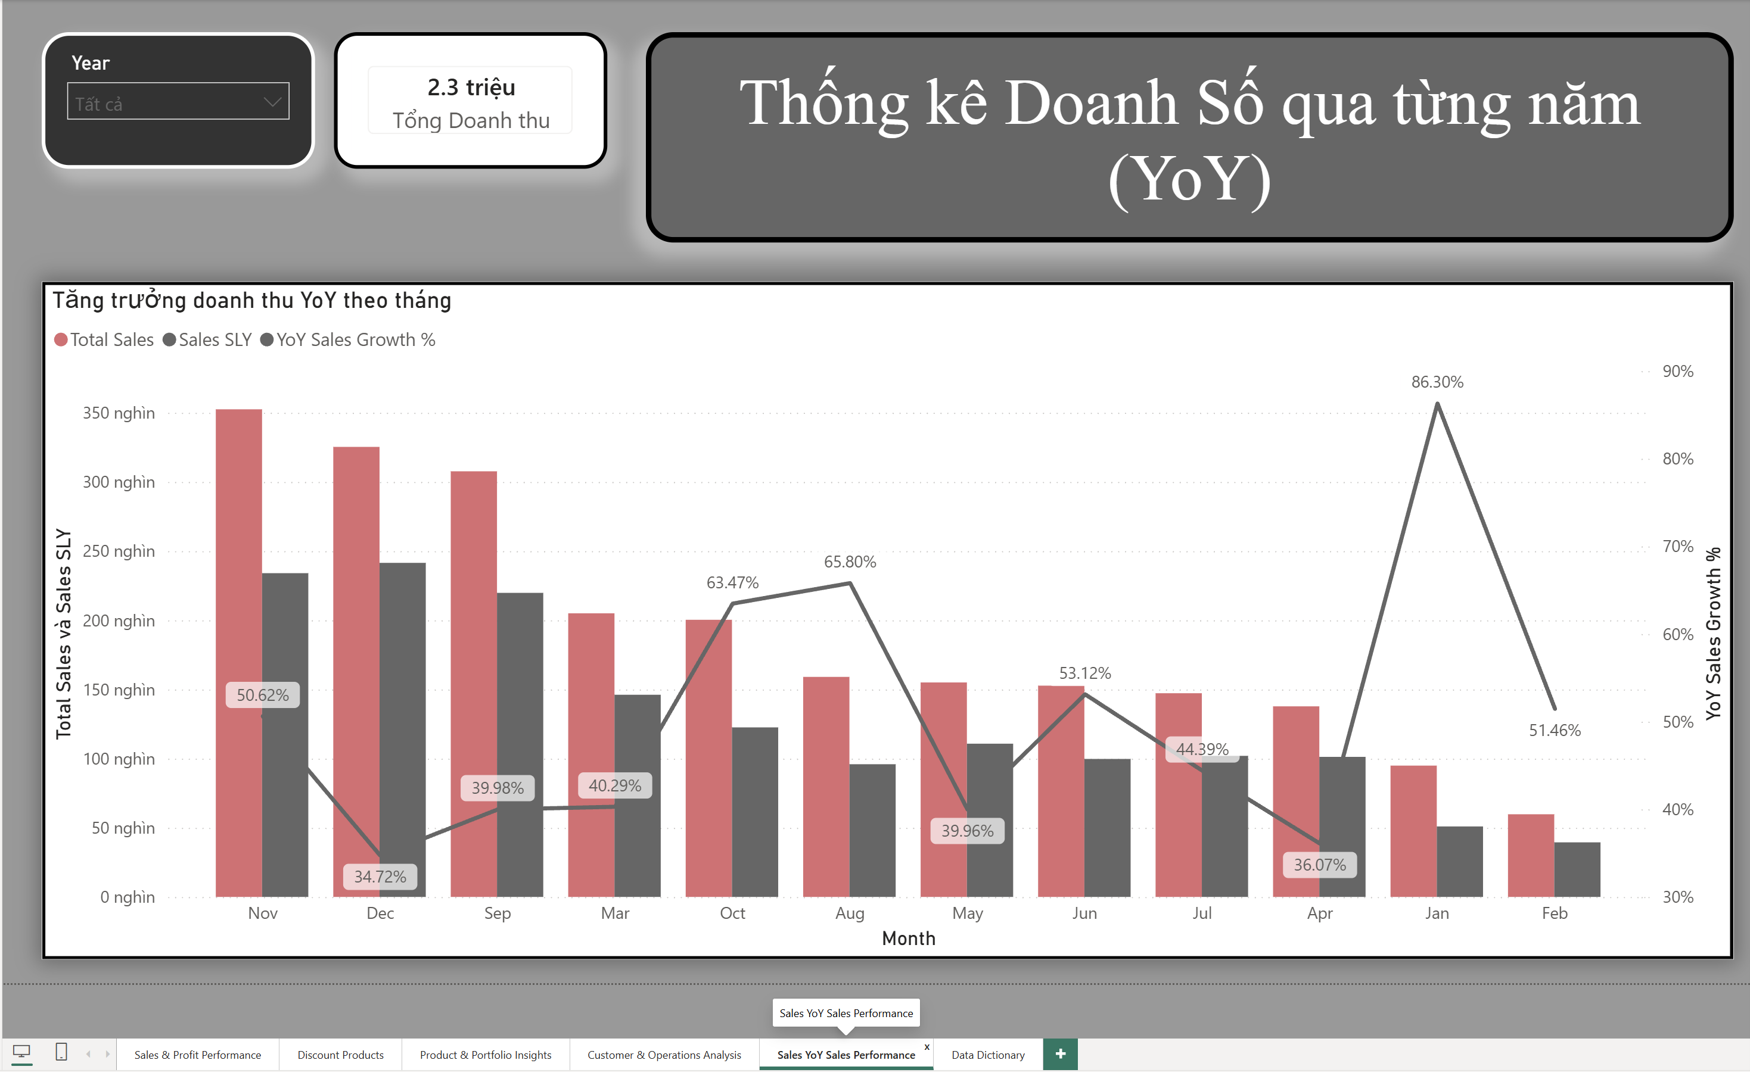 Year
Tất cả
2.3 triệu
Tổng Doanh thu
Thống kê Doanh Số qua từng năm
(YoY)
Tăng trưởng doanh thu YoY theo tháng
Total Sales Sales SLY YoY Sales Growth %
Total Sales và Sales SLY
350 nghìn
300 nghìn
250 nghìn
200 nghìn
150 nghìn
100 nghìn
50 nghìn
0 nghìn
50.62%
34.72%
39.98%
40.29%
63.47%
65.80%
39.96%
53.12%
44.39%
36.07%
86.30%
51.46%
90%
80%
70%
60%
50%
40%
30%
YoY Sales Growth %
Nov Dec Sep Mar Oct Aug May Jun Jul Apr Jan Feb
Month
Sales YoY Sales Performance
Sales & Profit Performance Discount Products Product & Portfolio Insights Customer & Operations Analysis Sales YoY Sales Performance x Data Dictionary +